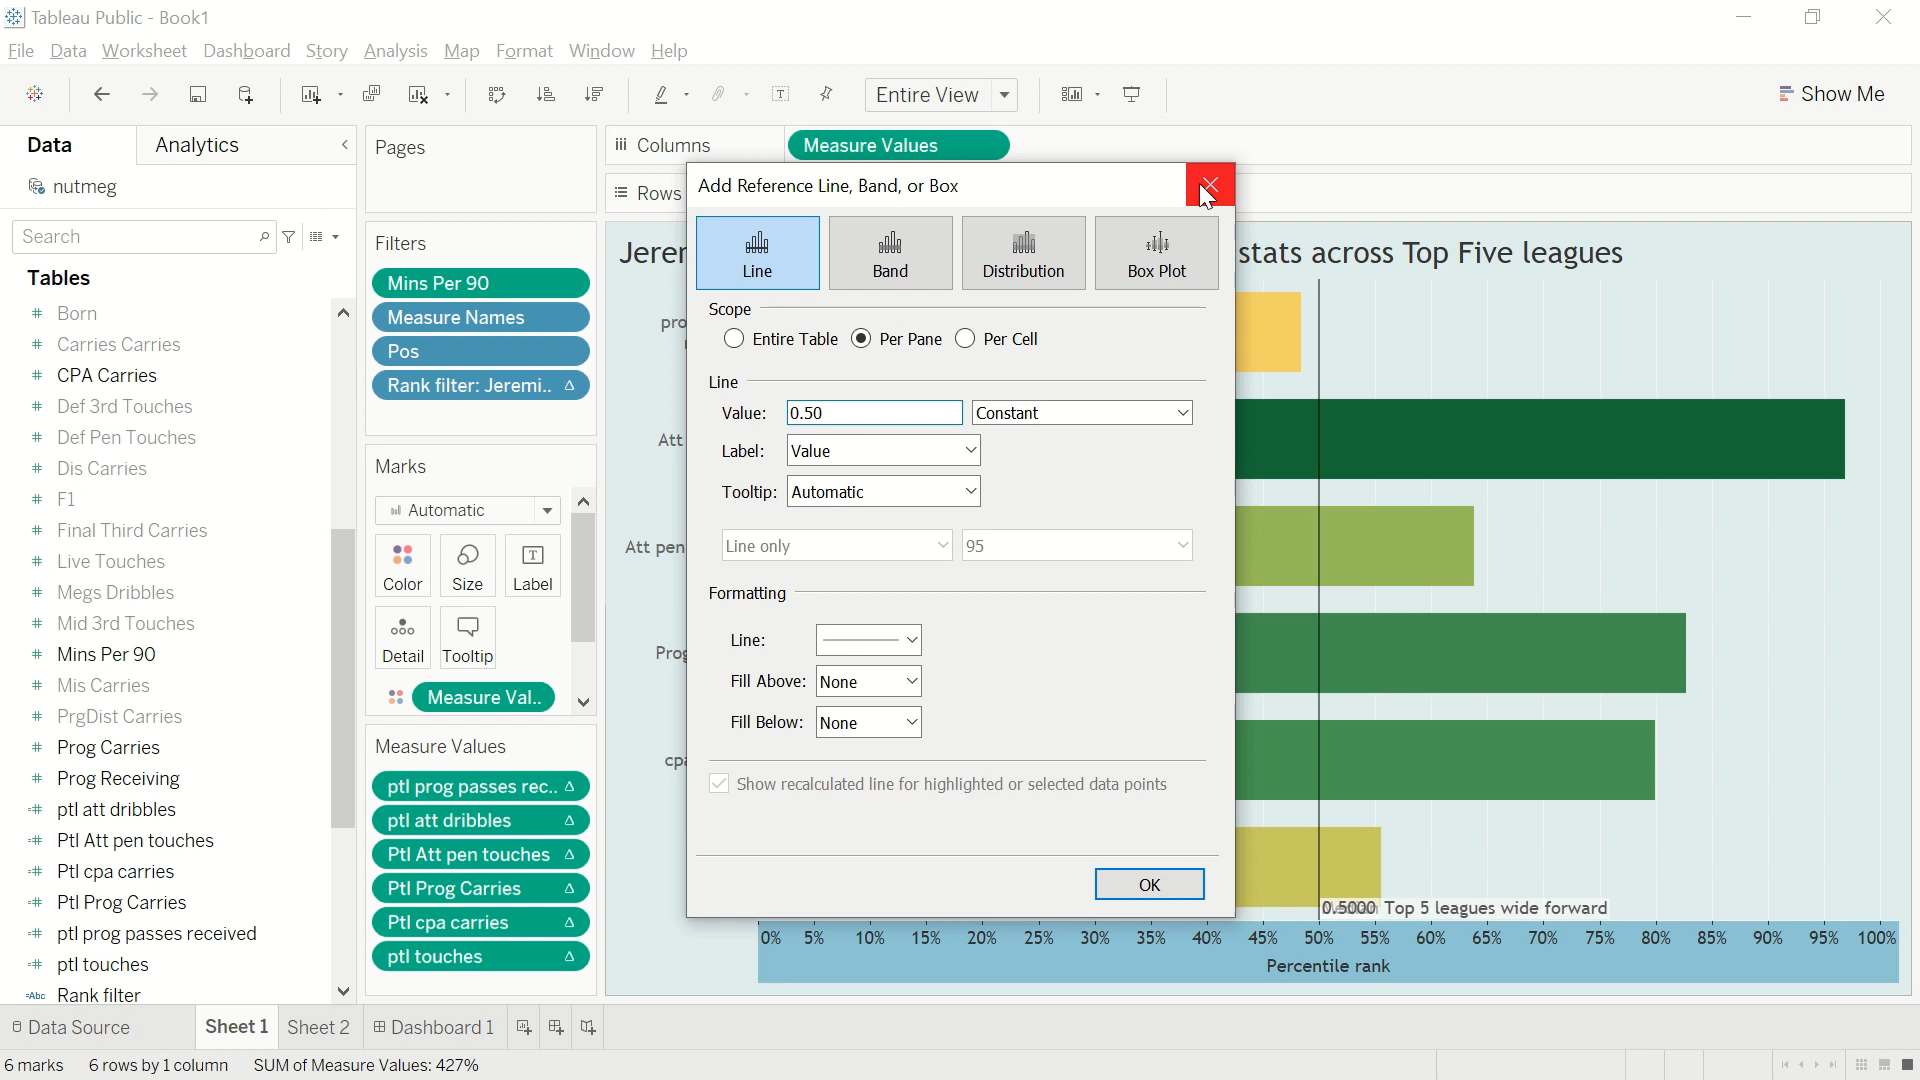 Tableau Public - Book1
File Data Worksheet Dashboard Story Analysis Map Format Window Help
Entire View
Show Me
Data Analytics
nutmeg
Search
Tables
Born
Carries Carries
CPA Carries
Def 3rd Touches
Def Pen Touches
Dis Carries
F1
Final Third Carries
Live Touches
Megs Dribbles
Mid 3rd Touches
Mins Per 90
Mis Carries
PrgDist Carries
Prog Carries
Prog Receiving
ptl att dribbles
Ptl Att pen touches
Ptl cpa carries
Ptl Prog Carries
ptl prog passes received
ptl touches
Abc Rank filter
Pages
Filters
Mins Per 90
Measure Names
Pos
Rank filter: Jeremi..
Marks
Automatic
Color Size Label
Detail Tooltip
Measure Val..
Measure Values
ptl prog passes rec..
ptl att dribbles
Ptl Att pen touches
Ptl Prog Carries
Ptl cpa carries
ptl touches
Columns Measure Values
Rows
Jerer stats across Top Five leagues
pro
Att
Att pen
Prog
cpa
Add Reference Line, Band, or Box
Line Band Distribution Box Plot
Scope
Entire Table Per Pane Per Cell
Line
Value: 0.50 Constant
Label: Value
Tooltip: Automatic
Line only 95
Formatting
Line:
Fill Above: None
Fill Below: None
Show recalculated line for highlighted or selected data points
OK
0.5000 Top 5 leagues wide forward
0% 5% 10% 15% 20% 25% 30% 35% 40% 45% 50% 55% 60% 65% 70% 75% 80% 85% 90% 95% 100%
Percentile rank
Data Source Sheet 1 Sheet 2 Dashboard 1
6 marks 6 rows by 1 column SUM of Measure Values: 427%